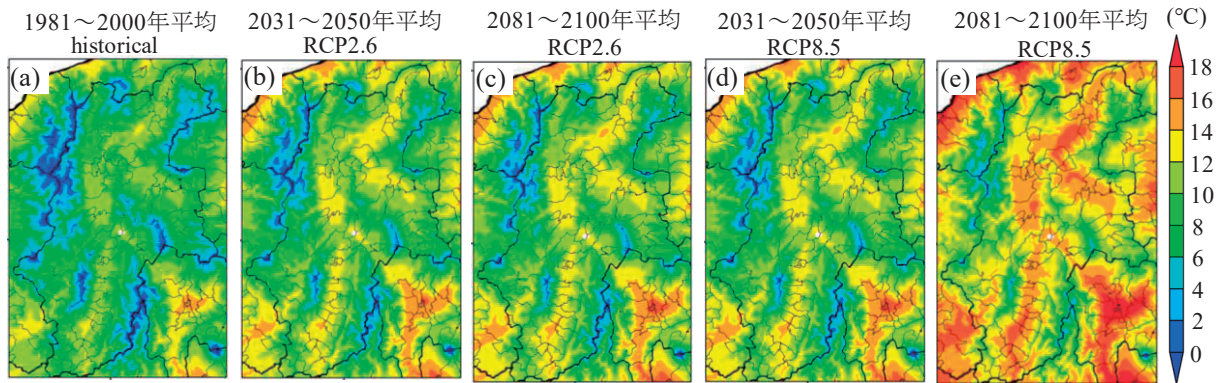 1981～2000年平均
historical
2031～2050年平均
RCP2.6
2081～2100年平均
RCP2.6
2031～2050年平均
RCP8.5
2081～2100年平均
RCP8.5
(℃)
(a)
(b)
(c)
(d)
(e)
18
16
14
12
10
8
6
4
2
0